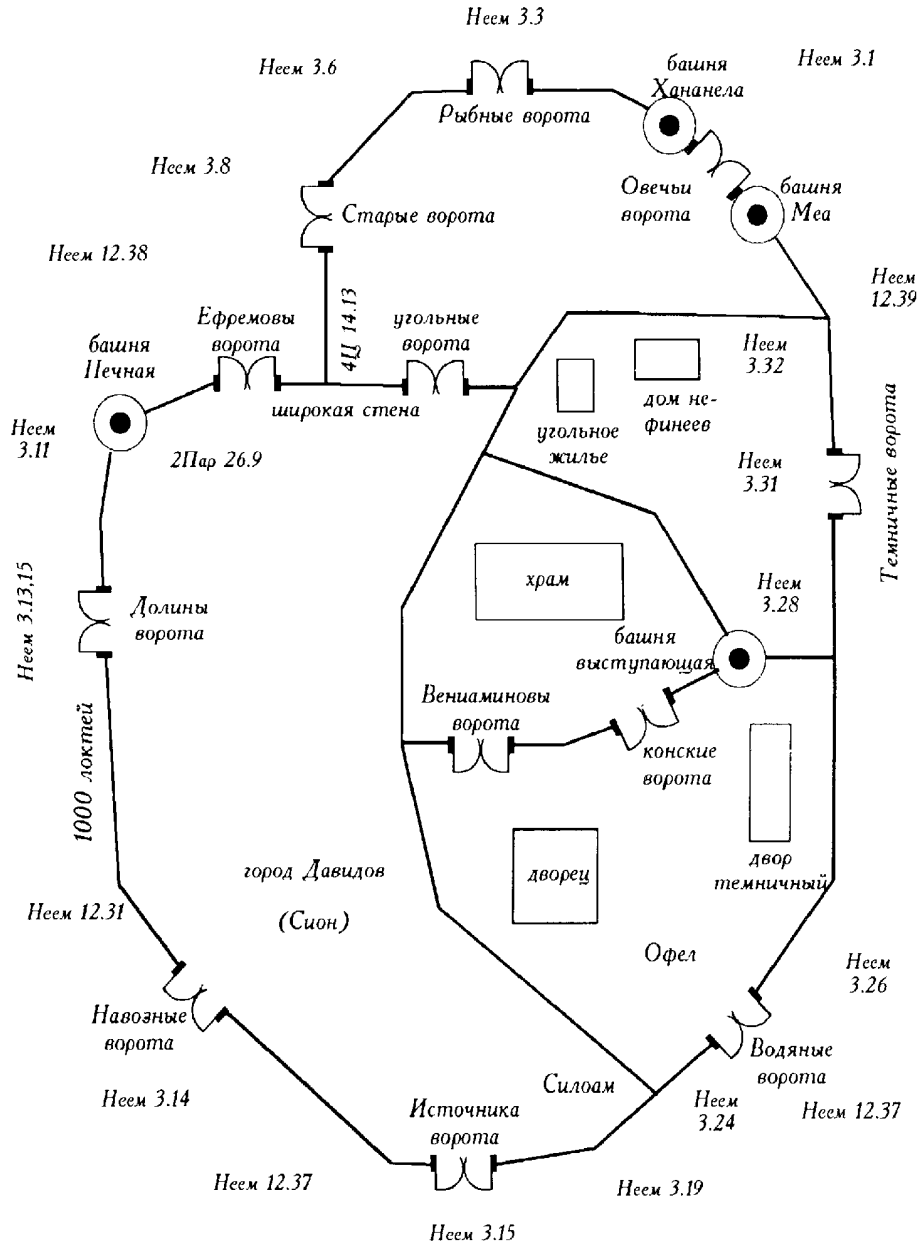 Неем 3.3
Неем 3.6
Неем 3.1
башня
Хананела
Рыбные ворота
Неем 3.8
Овечьи
ворота
башня
Меа
Старые ворота
Неем 12.38
Неем
12.39
4Ц 14.13
Ефремовы
ворота
угольные
ворота
башня
Печная
широкая стена
Неем
3.32
дом не-
финеев
угольное
жилье
Неем
3.11
2Пар 26.9
Неем
3.31
Темничные ворота
храм
Неем
3.28
Неем 3.13,15
Долины
ворота
башня
выступающая
Вениаминовы
ворота
конские
ворота
1000 локтей
город Давидов
(Сион)
дворец
двор
темничный
Неем 12.31
Офел
Неем
3.26
Навозные
ворота
Водяные
ворота
Силоам
Неем 3.14
Источника
ворота
Неем
3.24
Неем 12.37
Неем 12.37
Неем 3.19
Неем 3.15